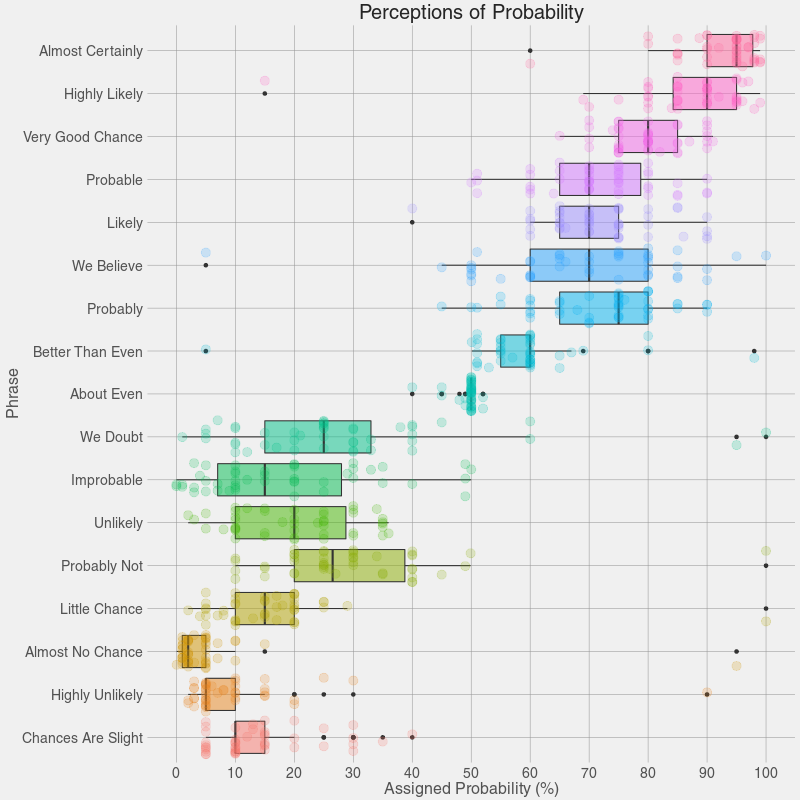 Perceptions of Probability
Almost Certainly
Highly Likely
Very Good Chance
Probable
Likely
We Believe
Probably
Better Than Even
About Even
We Doubt
Improbable
Unlikely
Probably Not
Little Chance
Almost No Chance
Highly Unlikely
Chances Are Slight
Phrase
0 10 20 30 40 50 60 70 80 90 100
Assigned Probability (%)